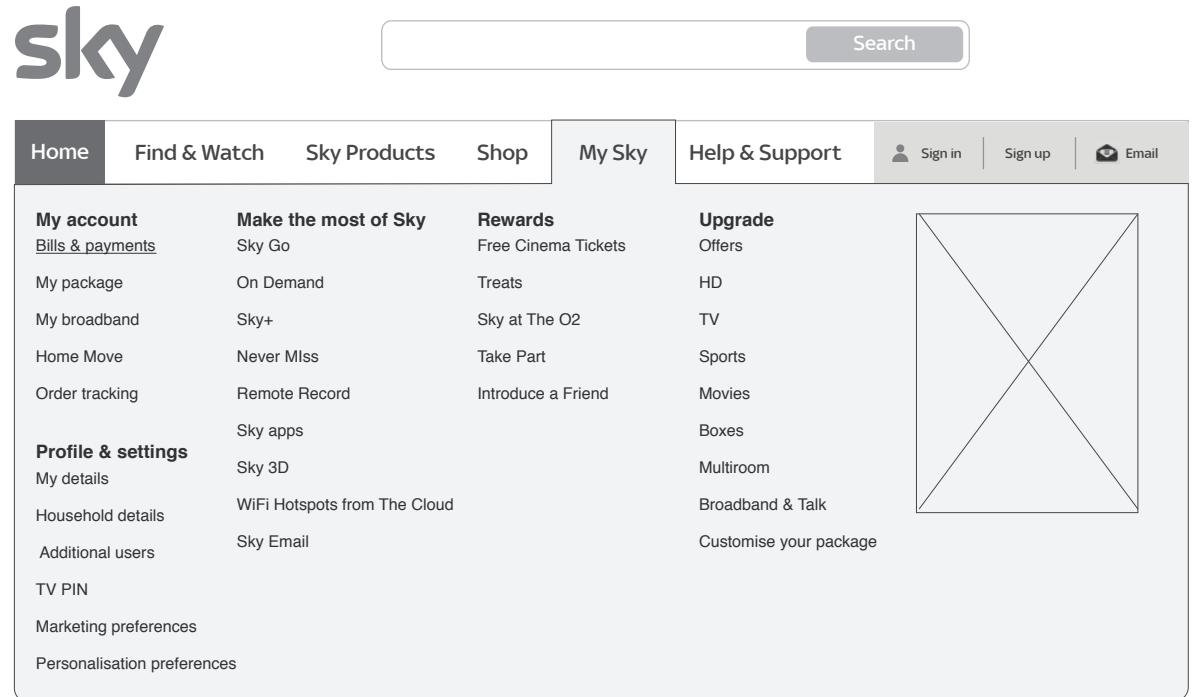 sky
Search
Home
Find & Watch
Sky Products
Shop
My Sky
Help & Support
Sign in
Sign up
Email
My account
Bills & payments
My package
My broadband
Home Move
Order tracking
Profile & settings
My details
Household details
Additional users
TV PIN
Marketing preferences
Personalisation preferences
Make the most of Sky
Sky Go
On Demand
Sky+
Never MIss
Remote Record
Sky apps
Sky 3D
WiFi Hotspots from The Cloud
Sky Email
Rewards
Free Cinema Tickets
Treats
Sky at The O2
Take Part
Introduce a Friend
Upgrade
Offers
HD
TV
Sports
Movies
Boxes
Multiroom
Broadband & Talk
Customise your package